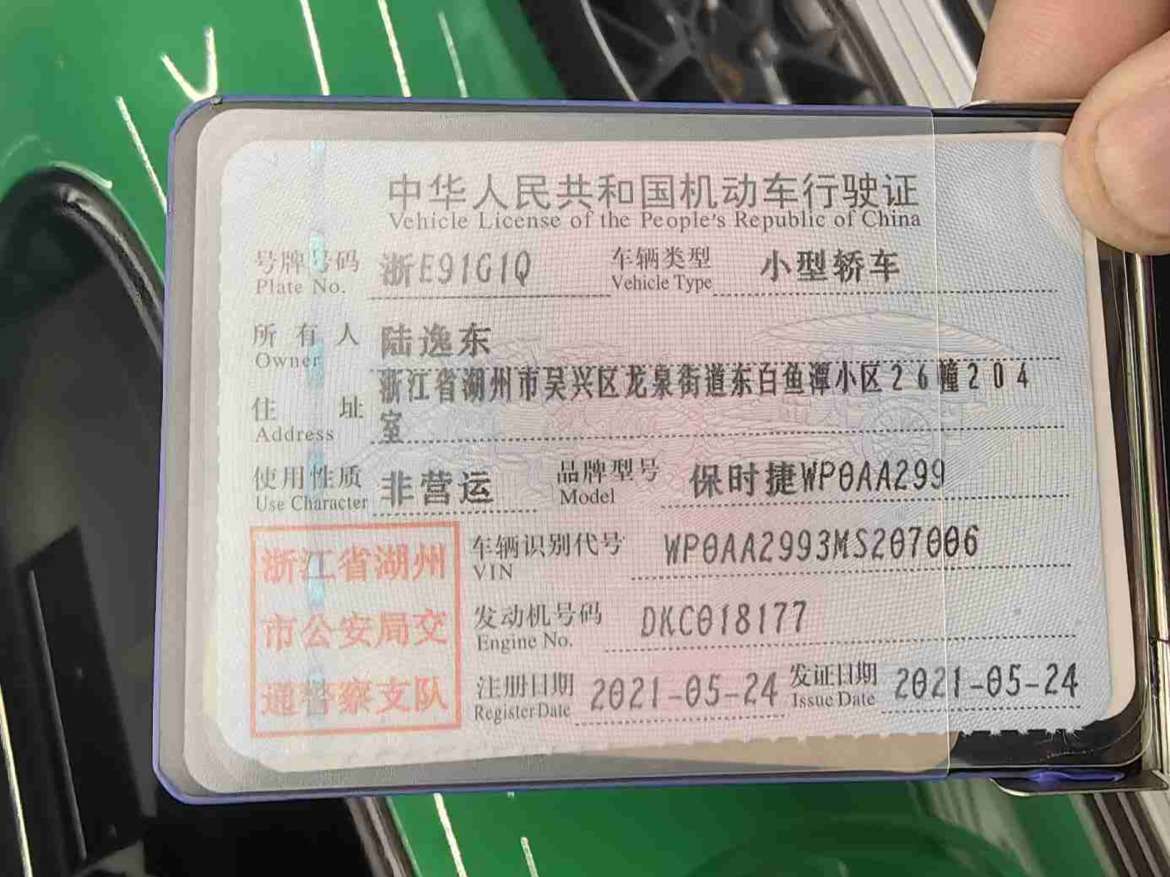 中华人民共和国机动车行驶证
Vehicle License of the People's Republic of China
号牌号码 浙E91G1Q 车辆类型 小型轿车
Plate No. Vehicle Type
所有人 陆逸东
Owner
浙江省湖州市吴兴区龙泉街道东白鱼潭小区26幢204
住址 室
Address
使用性质 非营运 品牌型号 保时捷WP0AA299
Use Character Model
车辆识别代号 WP0AA2993MS207006
VIN
发动机号码 DKC018177
Engine No.
注册日期 2021-05-24 发证日期 2021-05-24
Register Date Issue Date
浙江省湖州
市公安局交
通警察支队